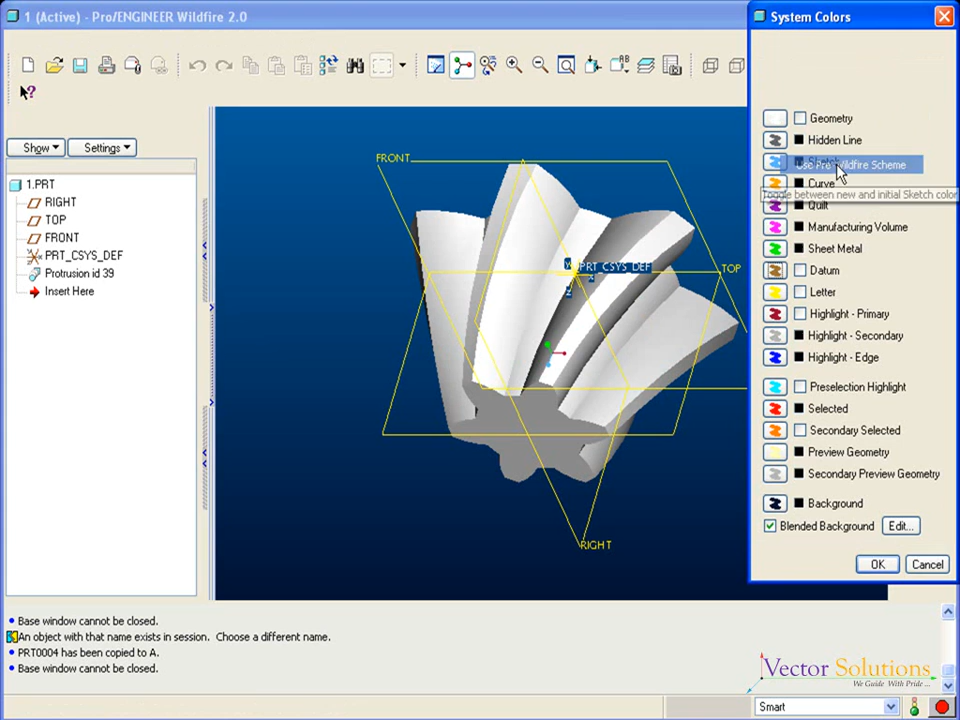 1 (Active) - Pro/ENGINEER Wildfire 2.0
System Colors
Show
Settings
1.PRT
RIGHT
TOP
FRONT
PRT_CSYS_DEF
Protrusion id 39
Insert Here
FRONT
TOP
PRT_CSYS_DEF
RIGHT
Geometry
Hidden Line
Use Pre-Wildfire Scheme
Curve
Toggle between new and initial Sketch color
Quilt
Manufacturing Volume
Sheet Metal
Datum
Letter
Highlight - Primary
Highlight - Secondary
Highlight - Edge
Preselection Highlight
Selected
Secondary Selected
Preview Geometry
Secondary Preview Geometry
Background
Blended Background
Edit...
OK
Cancel
• Base window cannot be closed.
An object with that name exists in session. Choose a different name.
• PRT0004 has been copied to A.
• Base window cannot be closed.
Vector Solutions
We Guide With Pride ...
Smart